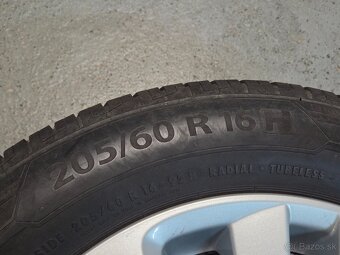 205/60 R 16 H
RADIAL - TUBELESS
bazos.sk